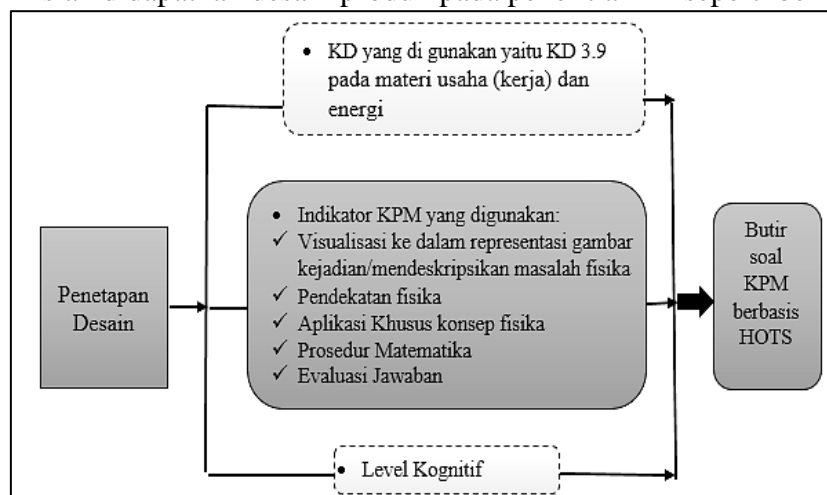 • KD yang di gunakan yaitu KD 3.9
pada materi usaha (kerja) dan
energi
Penetapan
Desain
• Indikator KPM yang digunakan:
✓ Visualisasi ke dalam representasi gambar
kejadian/mendeskripsikan masalah fisika
✓ Pendekatan fisika
✓ Aplikasi Khusus konsep fisika
✓ Prosedur Matematika
✓ Evaluasi Jawaban
Butir
soal
KPM
berbasis
HOTS
• Level Kognitif